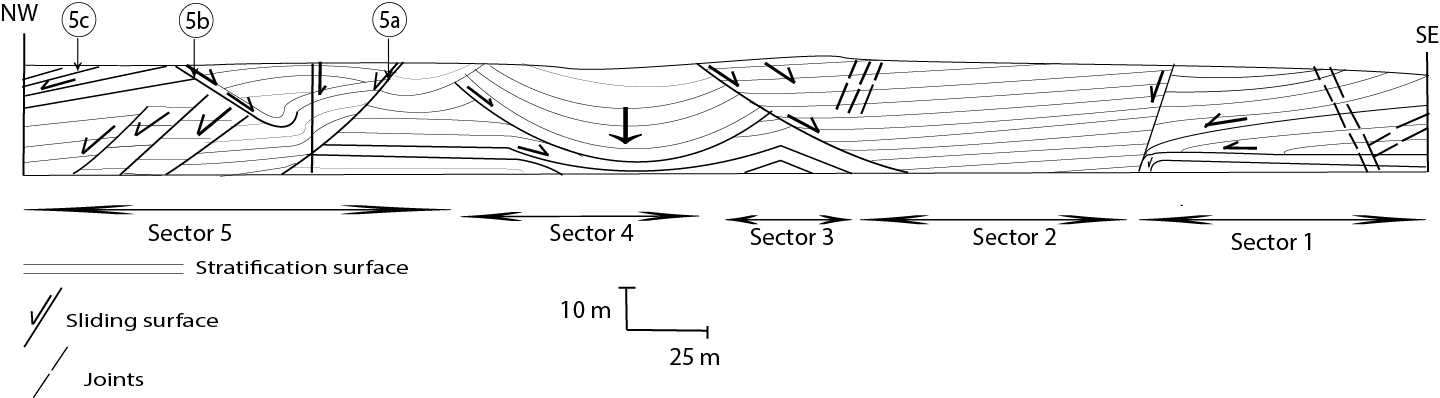 NW
5c
5b
5a
SE
Sector 5
Sector 4
Sector 3
Sector 2
Sector 1
Stratification surface
Sliding surface
Joints
10 m
25 m